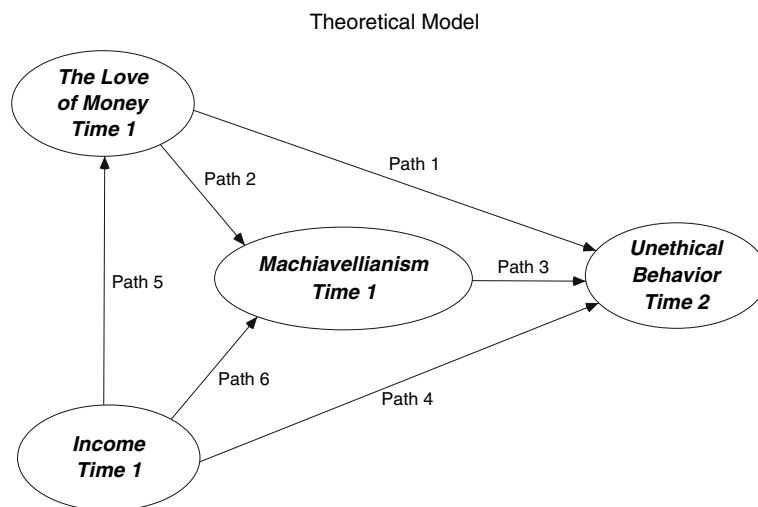 Theoretical Model
The Love
of Money
Time 1
Path 1
Path 2
Machiavellianism
Time 1
Path 3
Unethical
Behavior
Time 2
Path 5
Path 6
Path 4
Income
Time 1